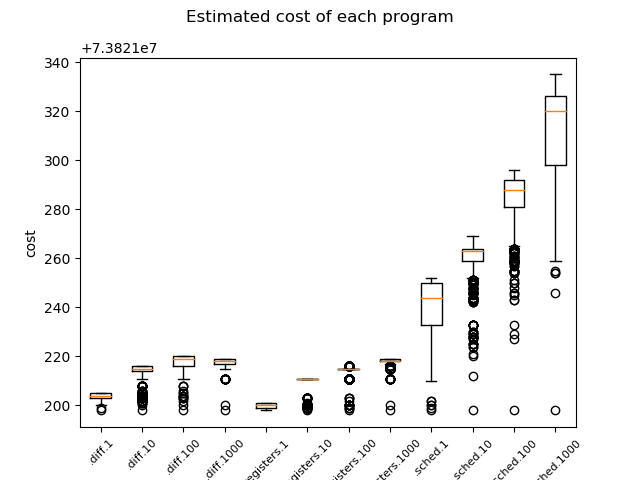 Estimated cost of each program
+7.3821e7
340
320
300
280
260
240
220
200
cost
.diff.1
.diff.10
.diff.100
.diff.1000
egisters.1
gisters.10
isters.100
sters.1000
.sched.1
sched.10
sched.100
ched.1000